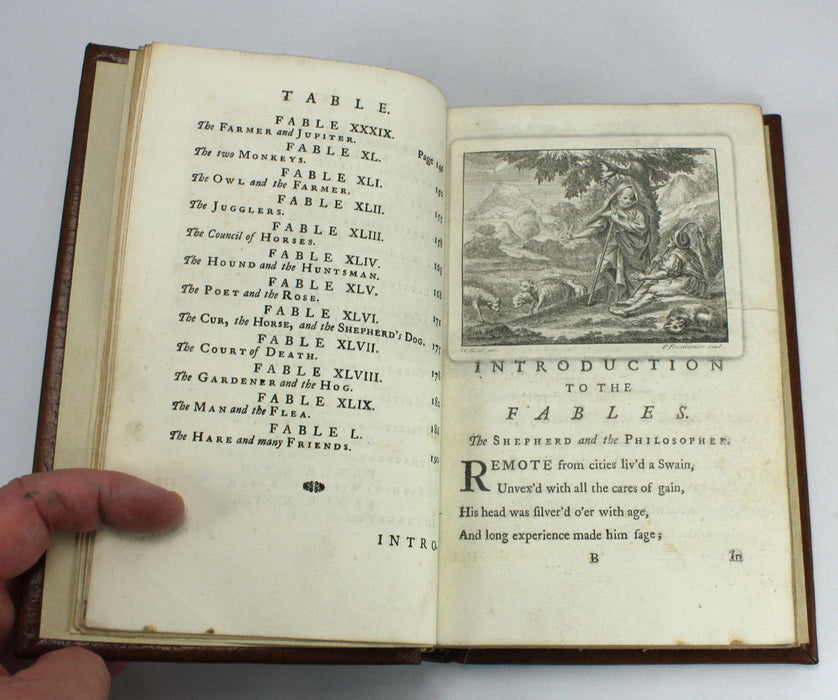 TABLE.
FABLE XXXIX.
The FARMER and JUPITER. Page
FABLE XL.
The two MONKEYS.
FABLE XLI.
The OWL and the FARMER.
FABLE XLII.
The JUGGLERS.
FABLE XLIII.
The Council of HORSES.
FABLE XLIV.
The HOUND and the HUNTSMAN.
FABLE XLV.
The POET and the ROSE.
FABLE XLVI. 171
The CUR, the HORSE, and the SHEPHERD'S DOG. 175
FABLE XLVII.
The COURT of DEATH. 178
FABLE XLVIII.
The GARDENER and the HOG.
FABLE XLIX.
The MAN and the FLEA.
FABLE L.
The HARE and many FRIENDS.
INTRO-
INTRODUCTION
TO THE
FABLES.
The SHEPHERD and the PHILOSOPHER.
REMOTE from cities liv'd a Swain,
Unvex'd with all the cares of gain,
His head was silver'd o'er with age,
And long experience made him sage;
B In